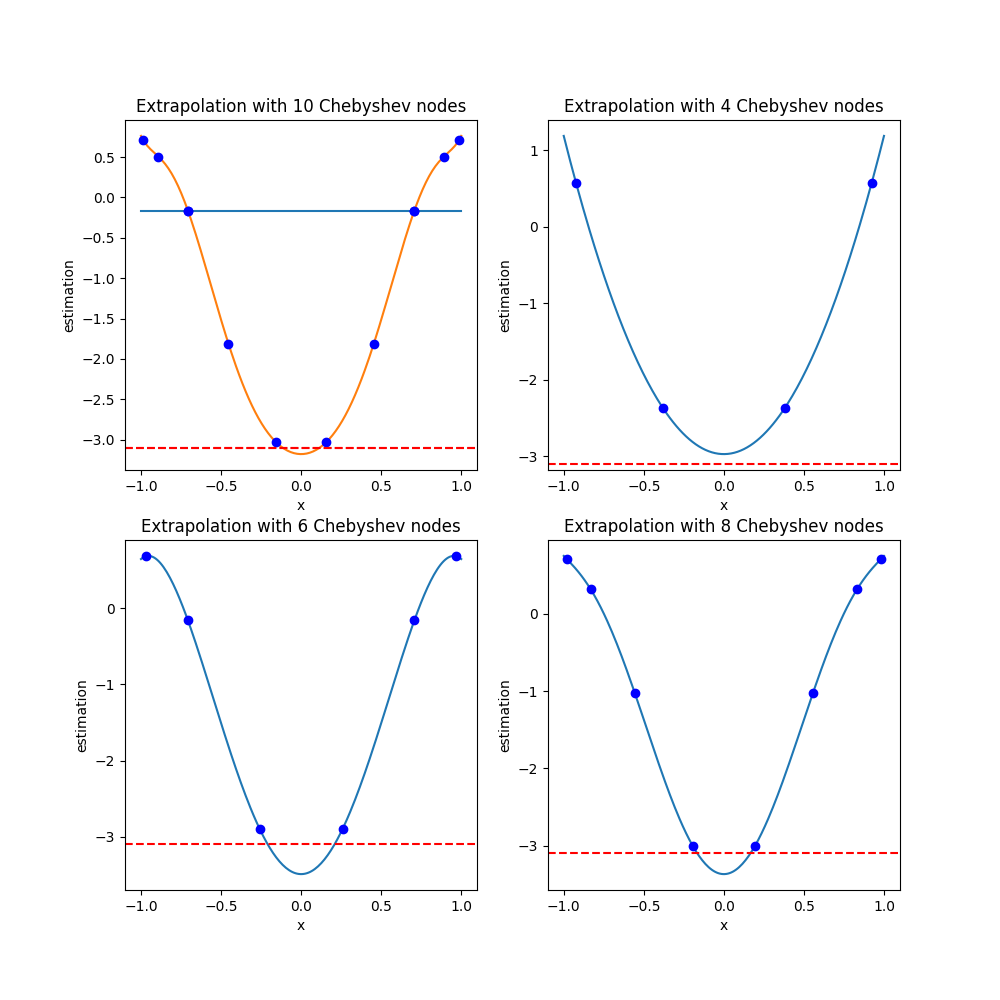 Extrapolation with 10 Chebyshev nodes
0.5
0.0
−0.5
−1.0
−1.5
−2.0
−2.5
−3.0
estimation
−1.0 −0.5 0.0 0.5 1.0
x
Extrapolation with 4 Chebyshev nodes
1
0
−1
−2
−3
estimation
−1.0 −0.5 0.0 0.5 1.0
x
Extrapolation with 6 Chebyshev nodes
0
−1
−2
−3
estimation
−1.0 −0.5 0.0 0.5 1.0
x
Extrapolation with 8 Chebyshev nodes
0
−1
−2
−3
estimation
−1.0 −0.5 0.0 0.5 1.0
x